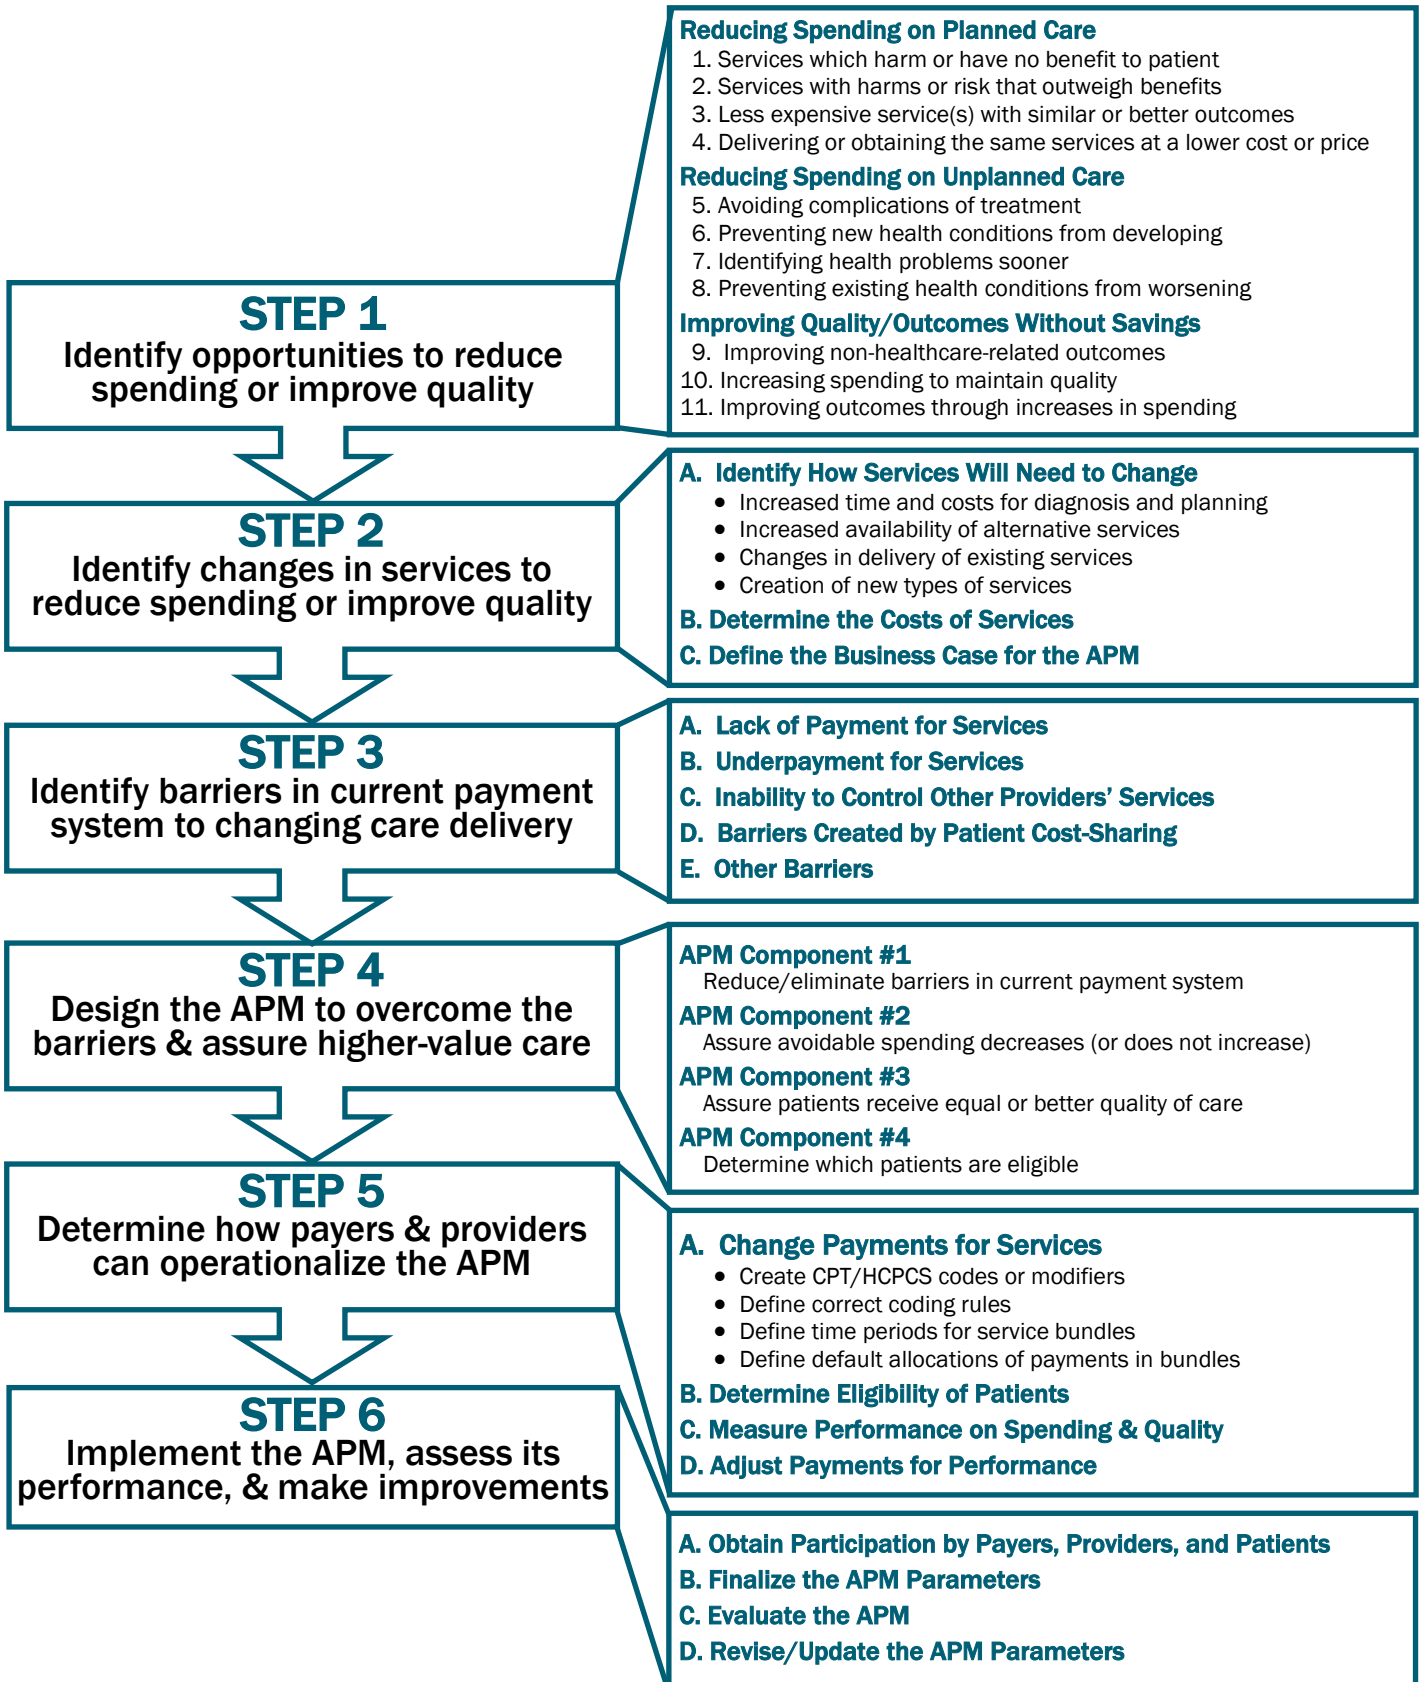 STEP 1
Identify opportunities to reduce
spending or improve quality
Reducing Spending on Planned Care
1. Services which harm or have no benefit to patient
2. Services with harms or risk that outweigh benefits
3. Less expensive service(s) with similar or better outcomes
4. Delivering or obtaining the same services at a lower cost or price
Reducing Spending on Unplanned Care
5. Avoiding complications of treatment
6. Preventing new health conditions from developing
7. Identifying health problems sooner
8. Preventing existing health conditions from worsening
Improving Quality/Outcomes Without Savings
9. Improving non-healthcare-related outcomes
10. Increasing spending to maintain quality
11. Improving outcomes through increases in spending
STEP 2
Identify changes in services to
reduce spending or improve quality
A. Identify How Services Will Need to Change
• Increased time and costs for diagnosis and planning
• Increased availability of alternative services
• Changes in delivery of existing services
• Creation of new types of services
B. Determine the Costs of Services
C. Define the Business Case for the APM
STEP 3
Identify barriers in current payment
system to changing care delivery
A. Lack of Payment for Services
B. Underpayment for Services
C. Inability to Control Other Providers’ Services
D. Barriers Created by Patient Cost-Sharing
E. Other Barriers
STEP 4
Design the APM to overcome the
barriers & assure higher-value care
APM Component #1
Reduce/eliminate barriers in current payment system
APM Component #2
Assure avoidable spending decreases (or does not increase)
APM Component #3
Assure patients receive equal or better quality of care
APM Component #4
Determine which patients are eligible
STEP 5
Determine how payers & providers
can operationalize the APM
A. Change Payments for Services
• Create CPT/HCPCS codes or modifiers
• Define correct coding rules
• Define time periods for service bundles
• Define default allocations of payments in bundles
B. Determine Eligibility of Patients
C. Measure Performance on Spending & Quality
D. Adjust Payments for Performance
STEP 6
Implement the APM, assess its
performance, & make improvements
A. Obtain Participation by Payers, Providers, and Patients
B. Finalize the APM Parameters
C. Evaluate the APM
D. Revise/Update the APM Parameters